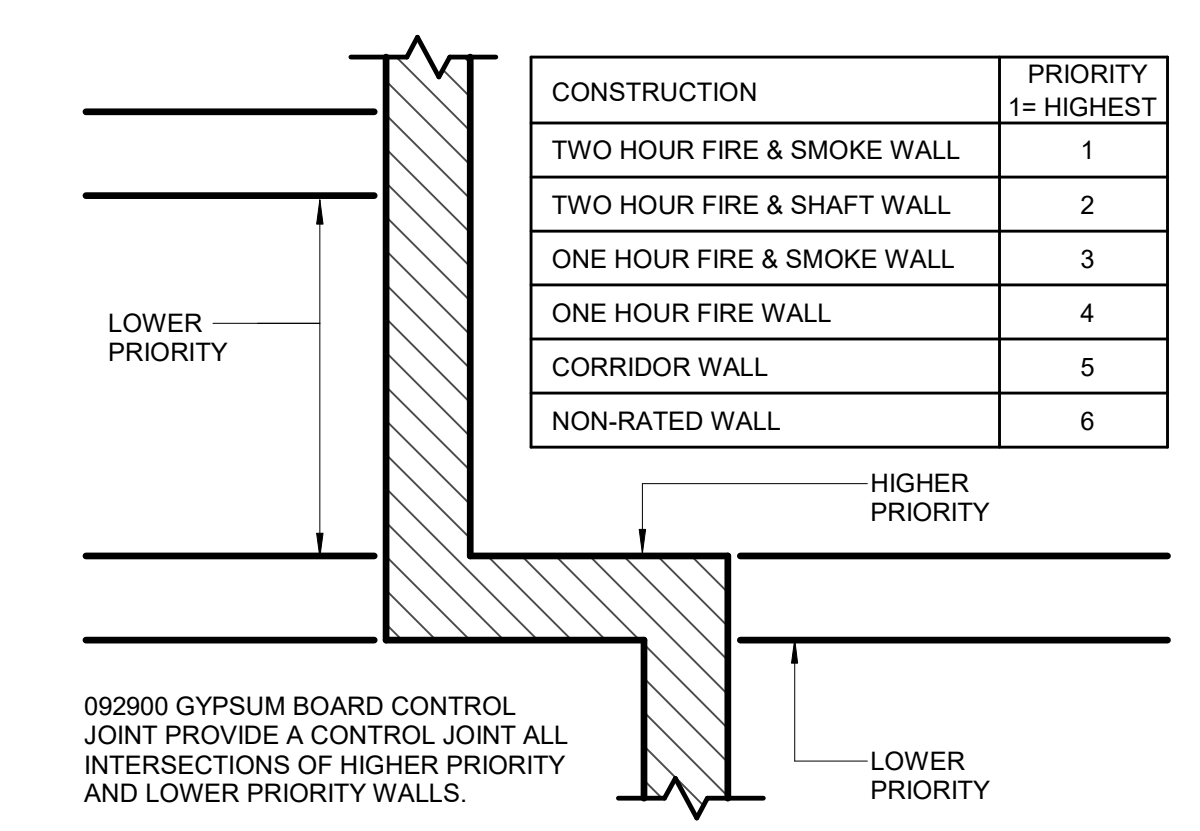 CONSTRUCTION PRIORITY
1= HIGHEST
TWO HOUR FIRE & SMOKE WALL 1
TWO HOUR FIRE & SHAFT WALL 2
ONE HOUR FIRE & SMOKE WALL 3
ONE HOUR FIRE WALL 4
CORRIDOR WALL 5
NON-RATED WALL 6
LOWER
PRIORITY
HIGHER
PRIORITY
092900 GYPSUM BOARD CONTROL
JOINT PROVIDE A CONTROL JOINT ALL
INTERSECTIONS OF HIGHER PRIORITY
AND LOWER PRIORITY WALLS.
LOWER
PRIORITY